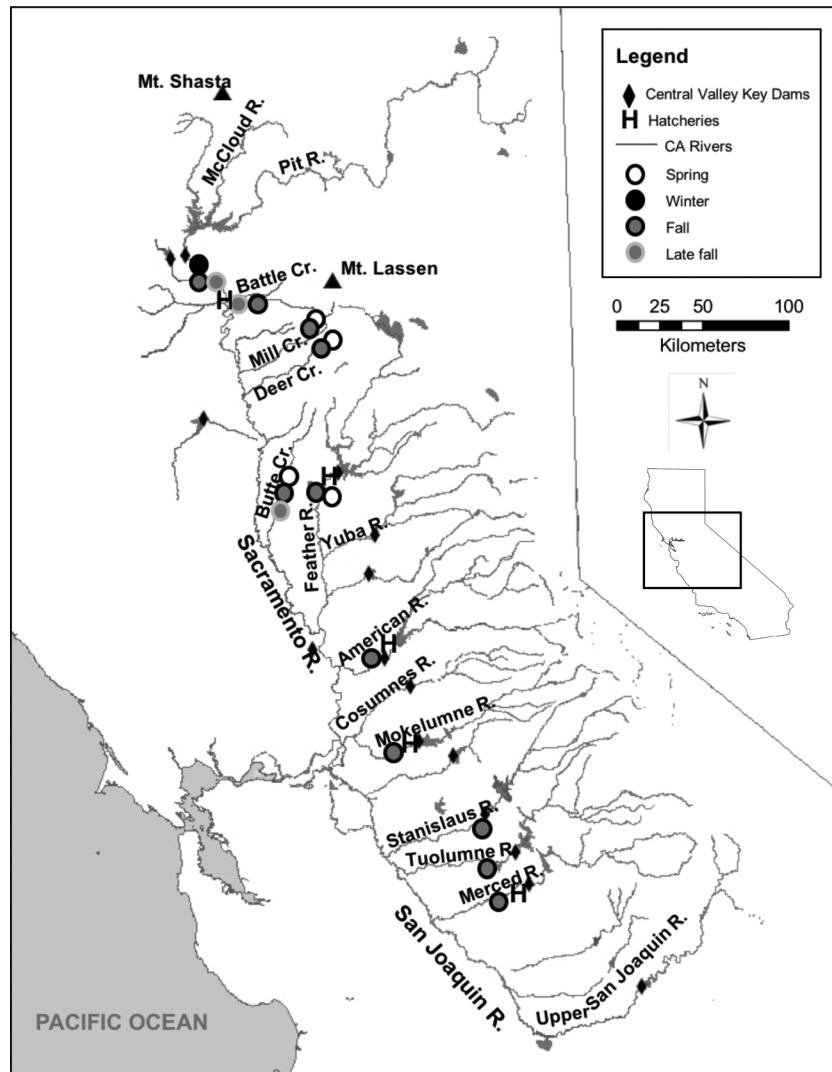 Mt. Shasta
McCloud R.
Pit R.
Battle Cr.
Mt. Lassen
H
Mill Cr.
Deer Cr.
Butte Cr.
H
Feather R.
Yuba R.
Sacramento R.
American R.
H
Cosumnes R.
Mokelumne R.
H
Stanislaus R.
Tuolumne R.
Merced R.
H
San Joaquin R.
Upper San Joaquin R.
PACIFIC OCEAN
Legend
Central Valley Key Dams
H Hatcheries
CA Rivers
Spring
Winter
Fall
Late fall
0 25 50 100
Kilometers
N